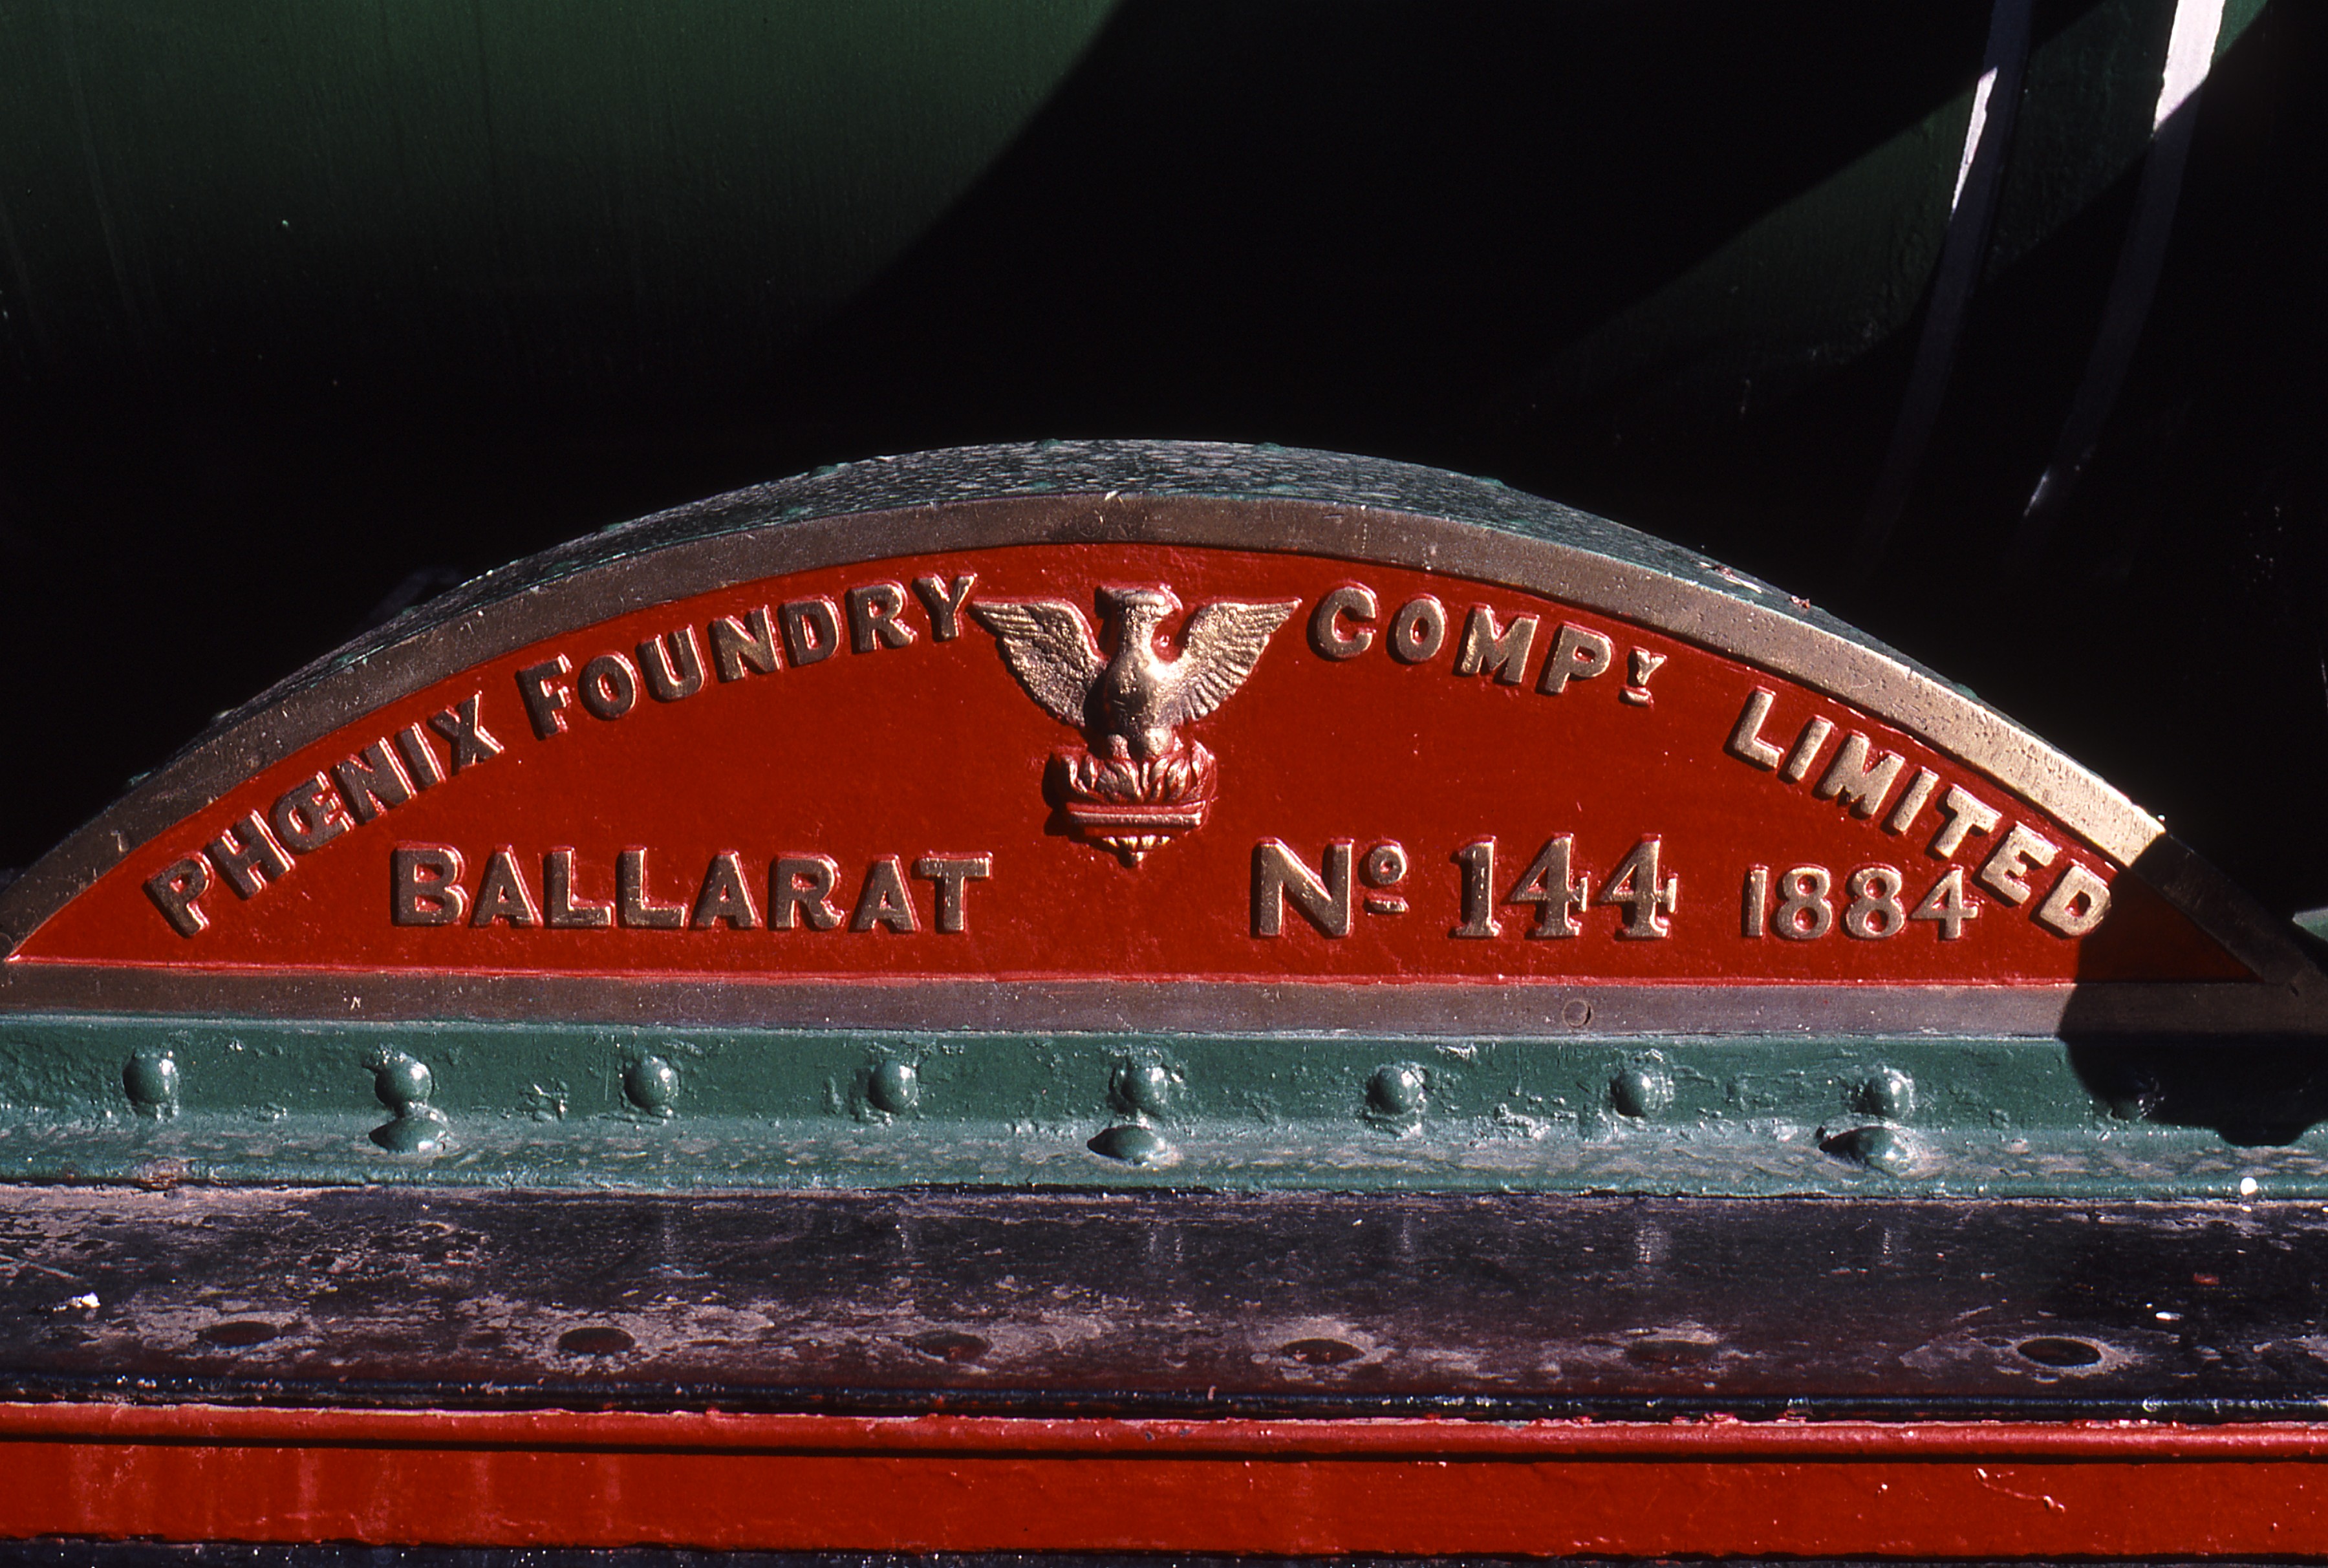 PHŒNIX FOUNDRY COMPY LIMITED
BALLARAT Nº 144 1884